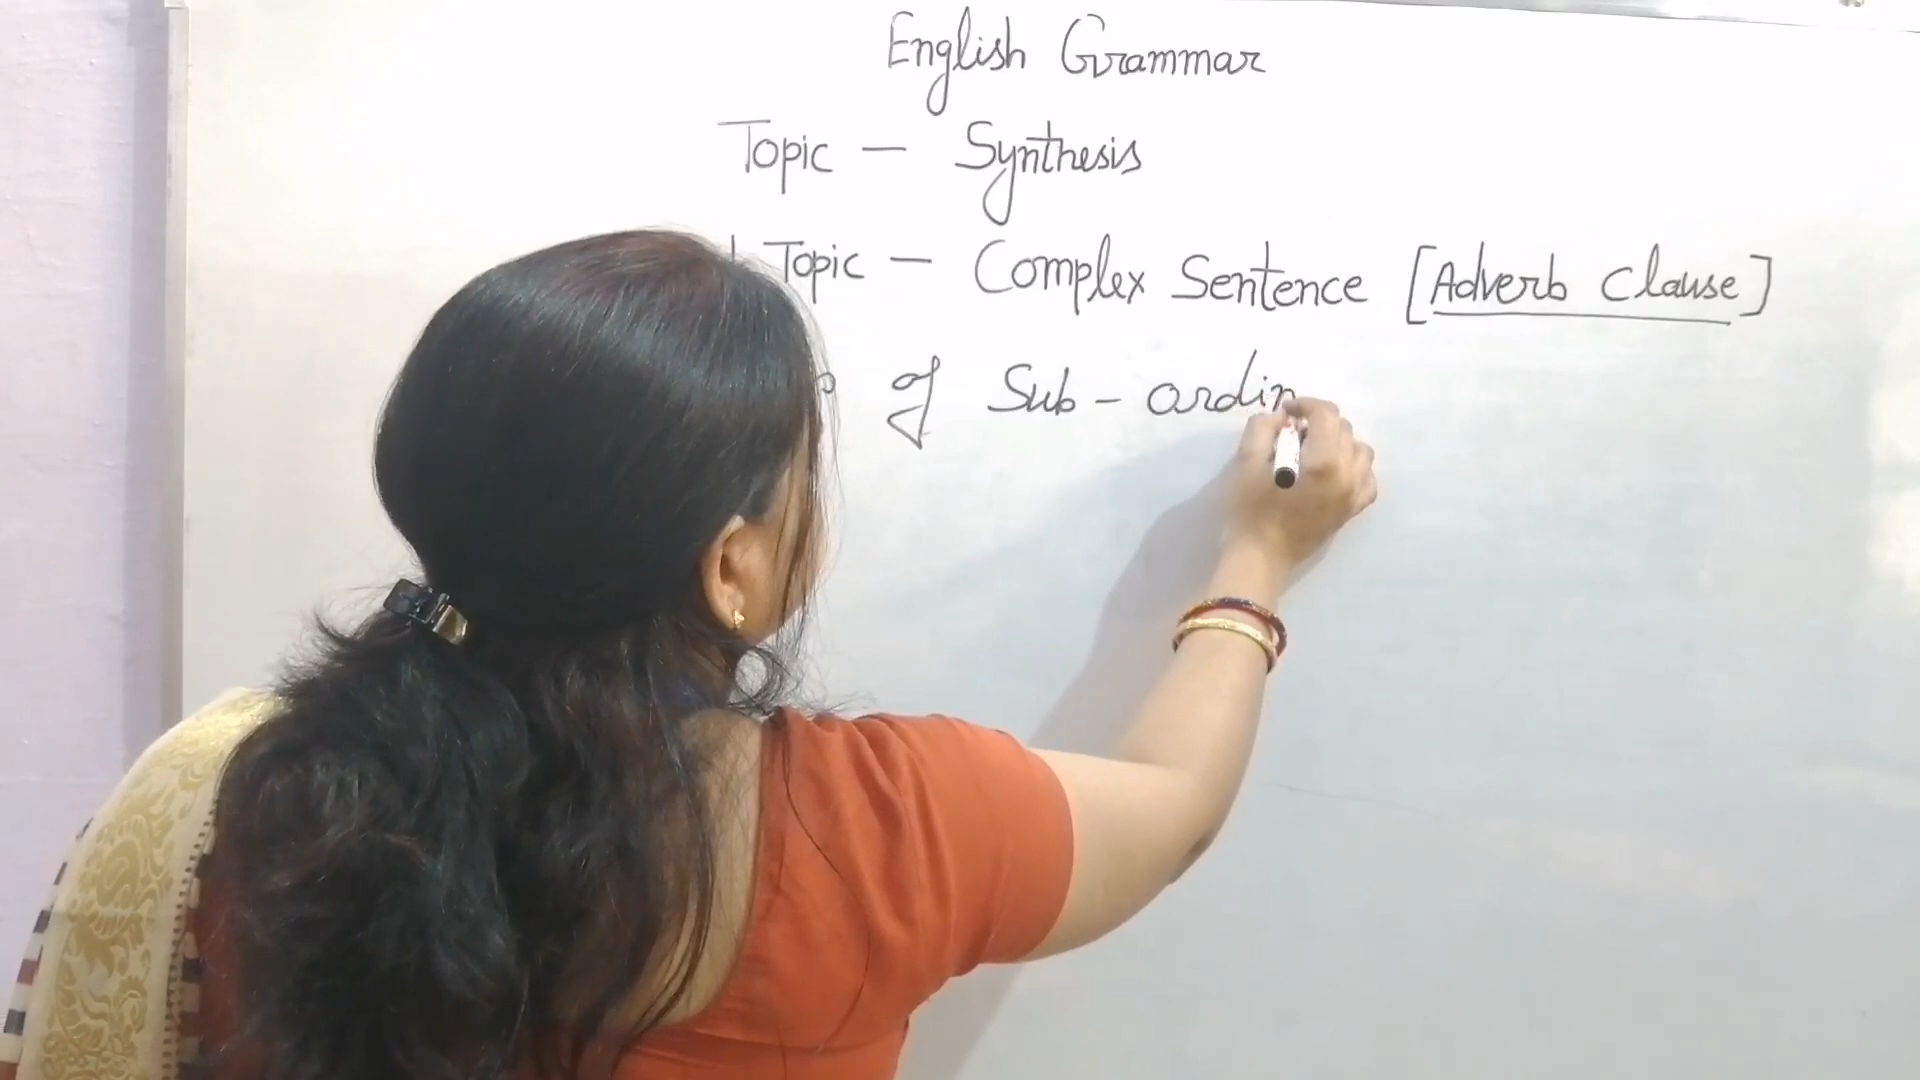 English Grammar
Topic - Synthesis
Topic - Complex Sentence [Adverb Clause]
of Sub - ordin